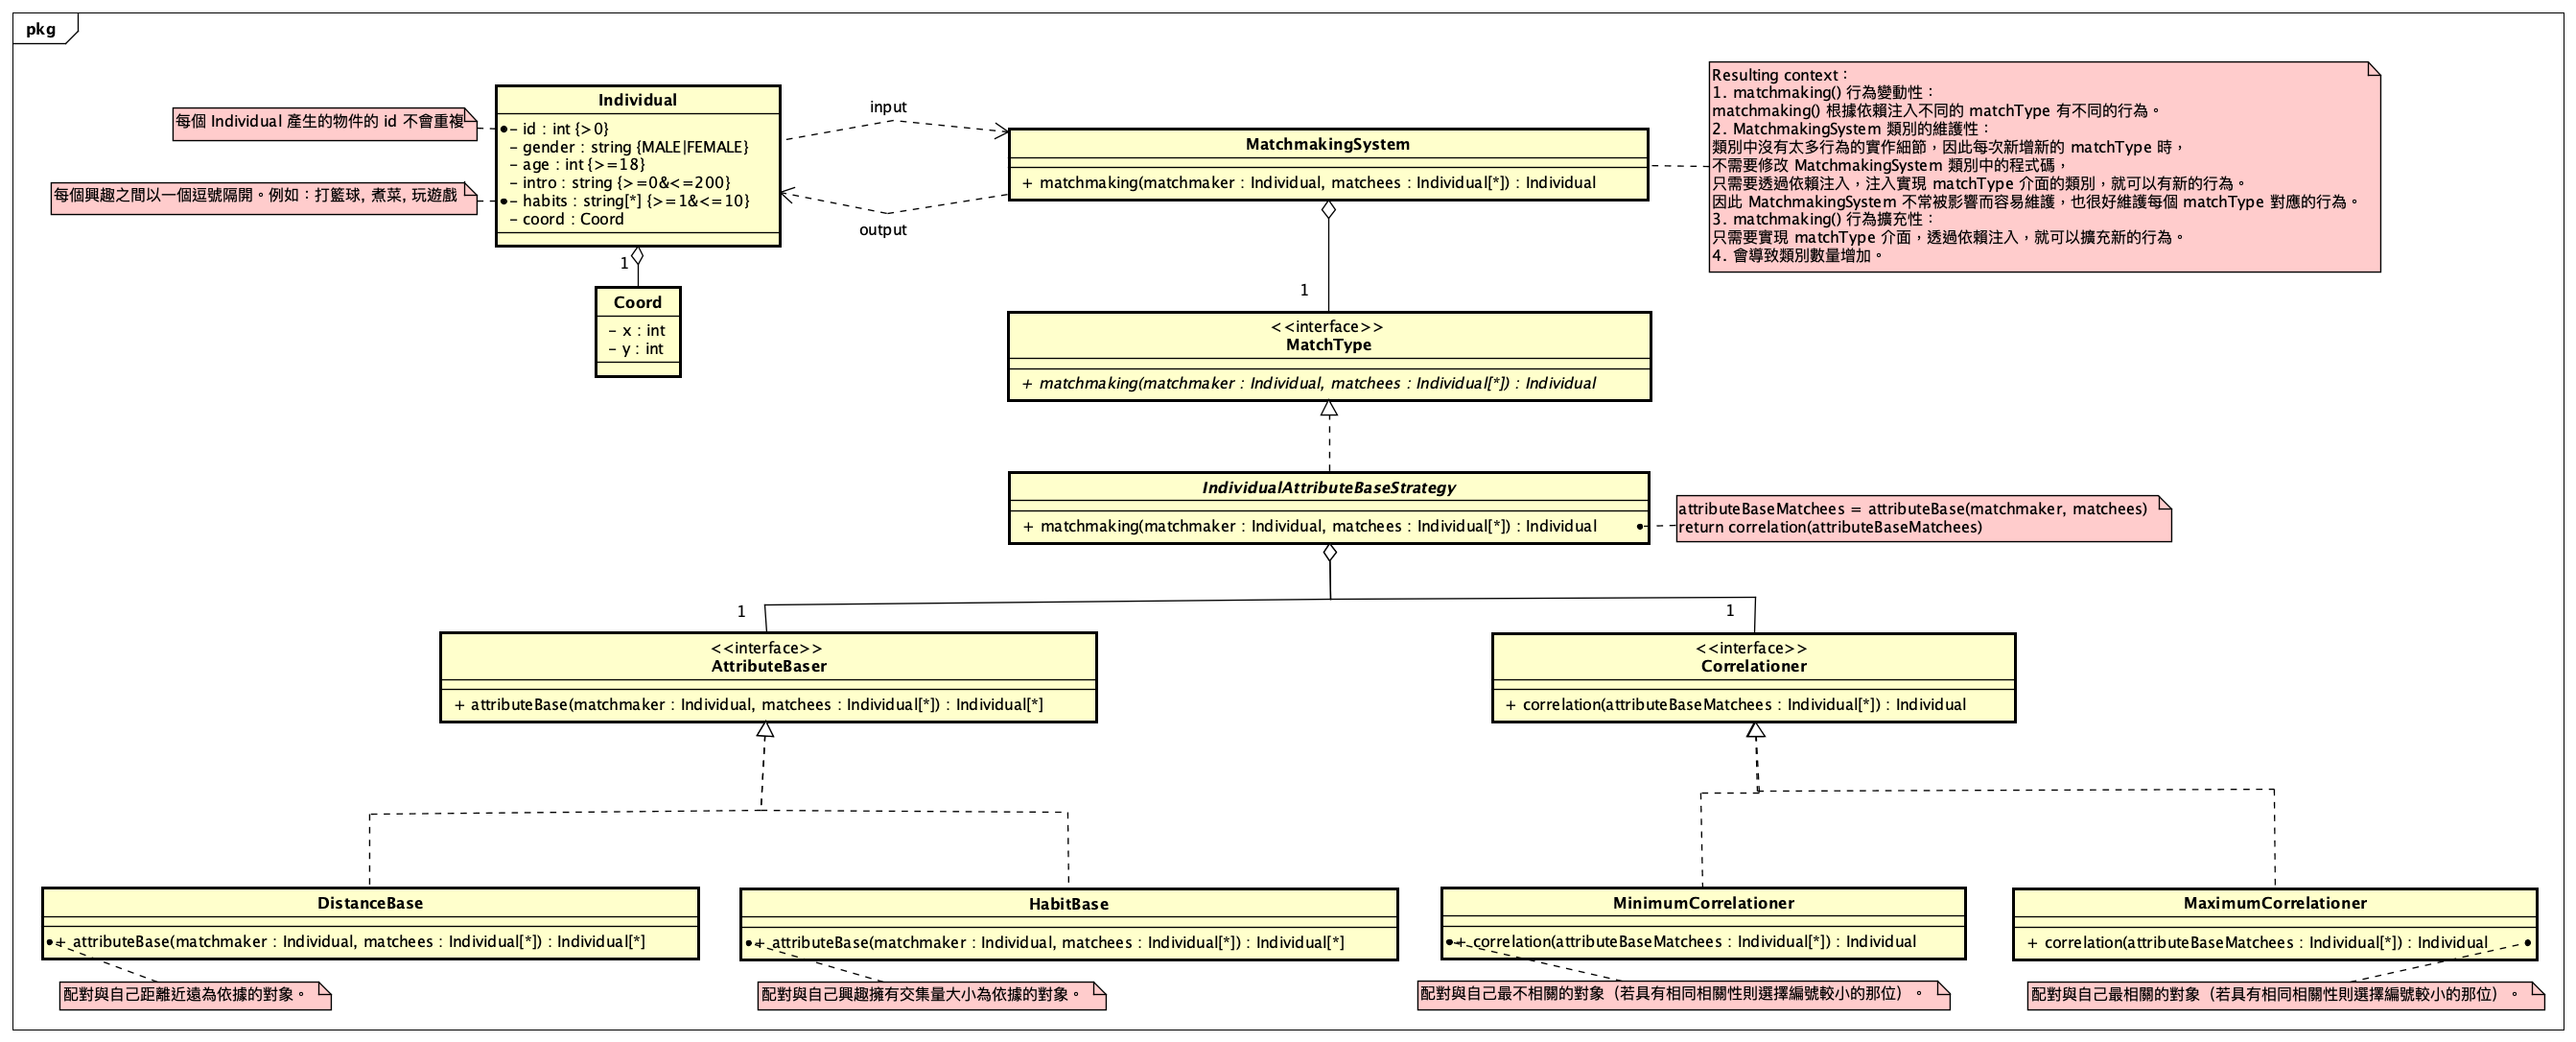 pkg
每個 Individual 產生的物件的 id 不會重複
每個興趣之間以一個逗號隔開。例如：打籃球, 煮菜, 玩遊戲
Individual
- id : int {>0}
- gender : string {MALE|FEMALE}
- age : int {>=18}
- intro : string {>=0&<=200}
- habits : string[*] {>=1&<=10}
- coord : Coord
1
Coord
- x : int
- y : int
input
output
MatchmakingSystem
+ matchmaking(matchmaker : Individual, matchees : Individual[*]) : Individual
Resulting context：
1. matchmaking() 行為變動性：
matchmaking() 根據依賴注入不同的 matchType 有不同的行為。
2. MatchmakingSystem 類別的維護性：
類別中沒有太多行為的實作細節，因此每次新增新的 matchType 時，
不需要修改 MatchmakingSystem 類別中的程式碼，
只需要透過依賴注入，注入實現 matchType 介面的類別，就可以有新的行為。
因此 MatchmakingSystem 不常被影響而容易維護，也很好維護每個 matchType 對應的行為。
3. matchmaking() 行為擴充性：
只需要實現 matchType 介面，透過依賴注入，就可以擴充新的行為。
4. 會導致類別數量增加。
1
<<interface>>
MatchType
+ matchmaking(matchmaker : Individual, matchees : Individual[*]) : Individual
IndividualAttributeBaseStrategy
+ matchmaking(matchmaker : Individual, matchees : Individual[*]) : Individual
attributeBaseMatchees = attributeBase(matchmaker, matchees)
return correlation(attributeBaseMatchees)
1
1
<<interface>>
AttributeBaser
+ attributeBase(matchmaker : Individual, matchees : Individual[*]) : Individual[*]
<<interface>>
Correlationer
+ correlation(attributeBaseMatchees : Individual[*]) : Individual
DistanceBase
+ attributeBase(matchmaker : Individual, matchees : Individual[*]) : Individual[*]
配對與自己距離近遠為依據的對象。
HabitBase
+ attributeBase(matchmaker : Individual, matchees : Individual[*]) : Individual[*]
配對與自己興趣擁有交集量大小為依據的對象。
MinimumCorrelationer
+ correlation(attributeBaseMatchees : Individual[*]) : Individual
配對與自己最不相關的對象（若具有相同相關性則選擇編號較小的那位）。
MaximumCorrelationer
+ correlation(attributeBaseMatchees : Individual[*]) : Individual
配對與自己最相關的對象（若具有相同相關性則選擇編號較小的那位）。